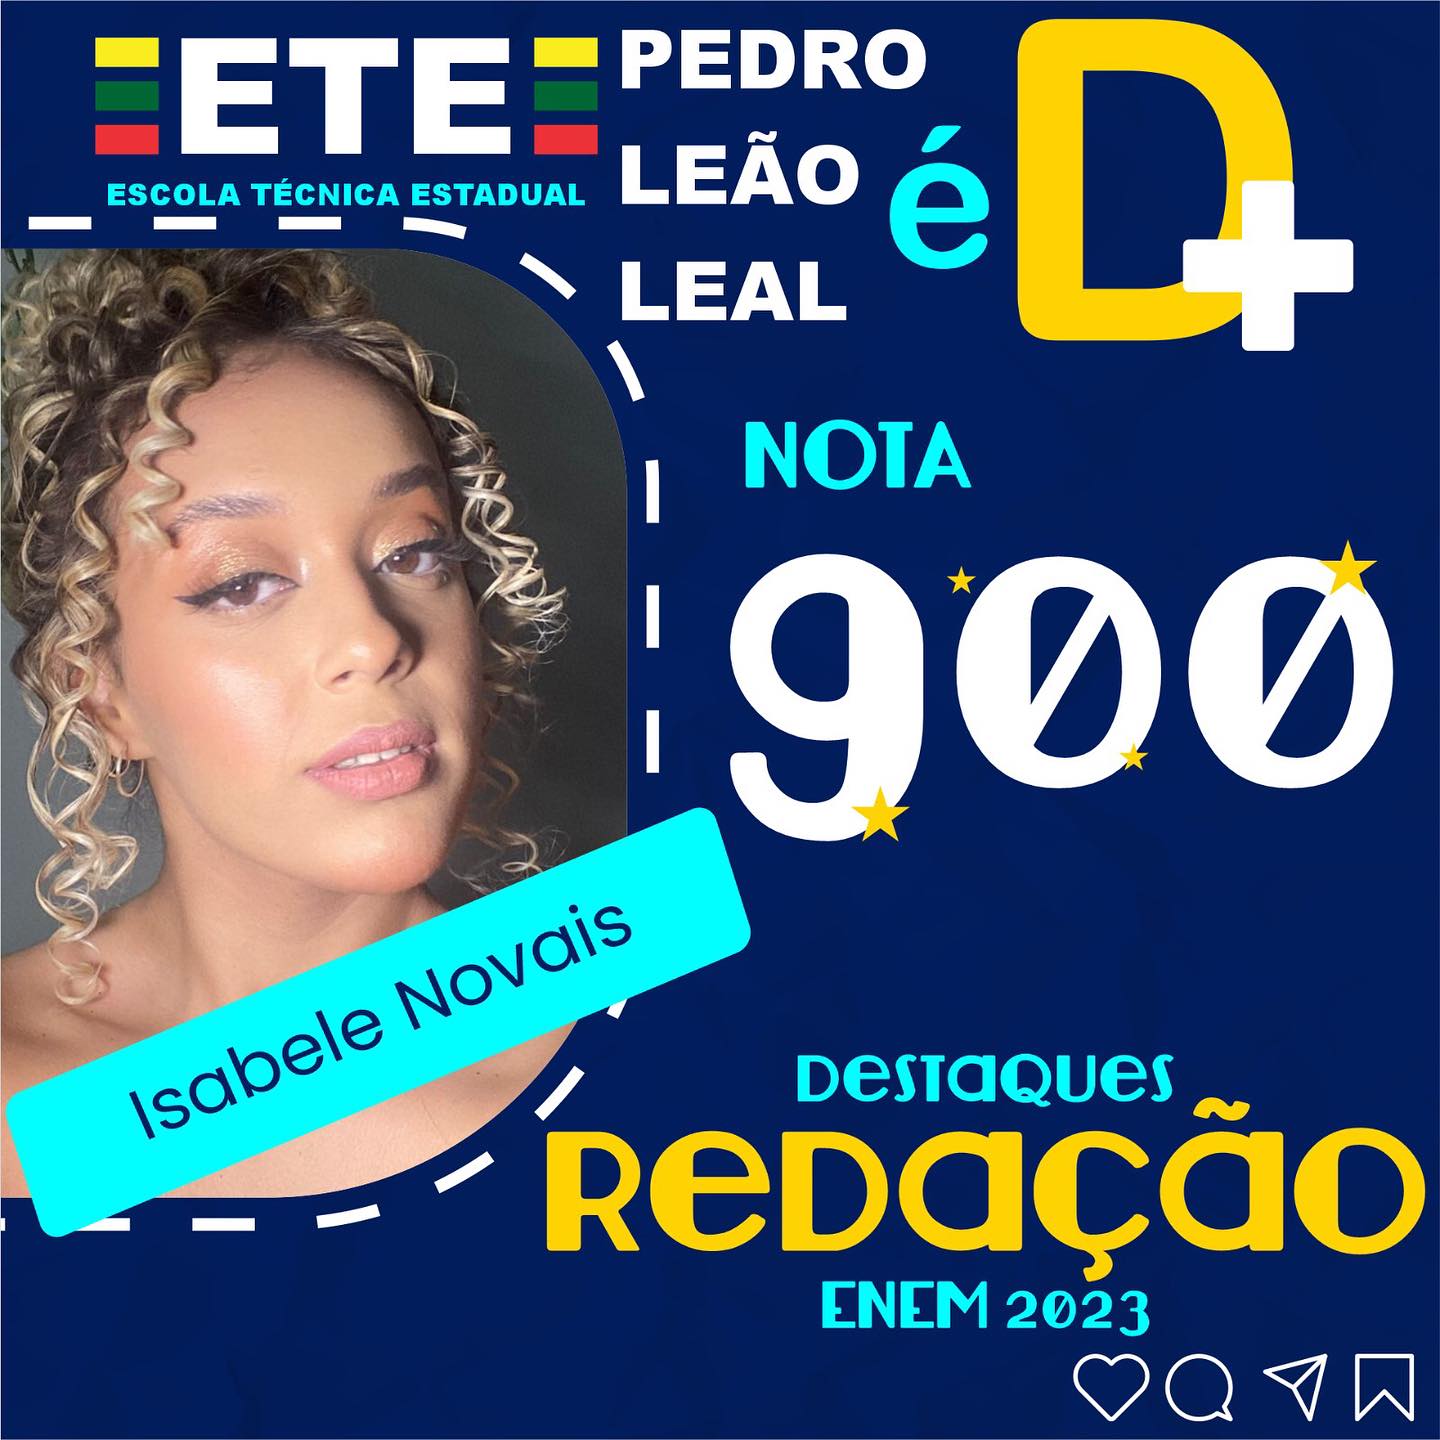 ETE
ESCOLA TÉCNICA ESTADUAL
PEDRO
LEÃO
LEAL
é
D+
NOTA
900
Isabele Novais
DESTAQUES
REDAÇÃO
ENEM 2023